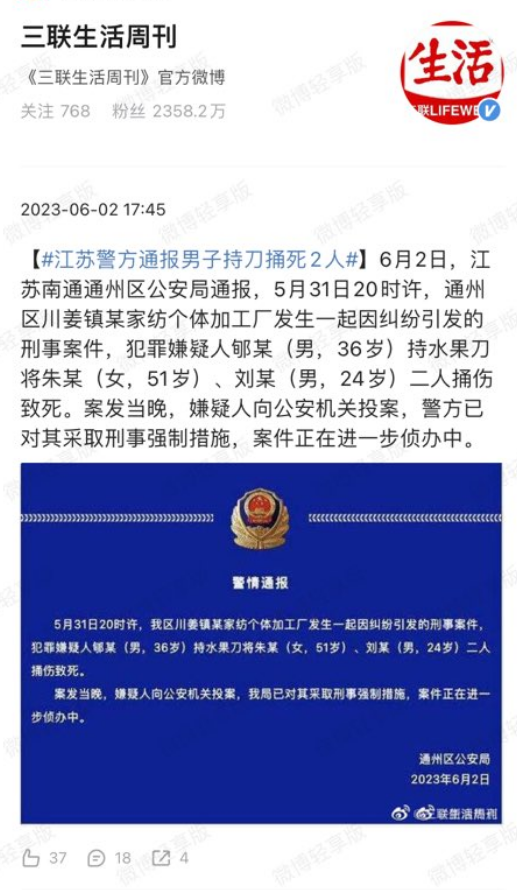 三联生活周刊
《三联生活周刊》官方微博
关注 768 粉丝 2358.2万
生活
三联LIFEWE
2023-06-02 17:45
【#江苏警方通报男子持刀捅死2人#】6月2日，江
苏南通通州区公安局通报，5月31日20时许，通州
区川姜镇某家纺个体加工厂发生一起因纠纷引发的
刑事案件，犯罪嫌疑人郇某（男，36岁）持水果刀
将朱某（女，51岁）、刘某（男，24岁）二人捅伤
致死。案发当晚，嫌疑人向公安机关投案，警方已
对其采取刑事强制措施，案件正在进一步侦办中。
警情通报
5月31日20时许，我区川姜镇某家纺个体加工厂发生一起因纠纷引发的刑事案件，
犯罪嫌疑人郇某（男，36岁）持水果刀将朱某（女，51岁）、刘某（男，24岁）二人
捅伤致死。
案发当晚，嫌疑人向公安机关投案，我局已对其采取刑事强制措施，案件正在进一
步侦办中。
通州区公安局
2023年6月2日
三联生活周刊
37 18 4
微博轻享版